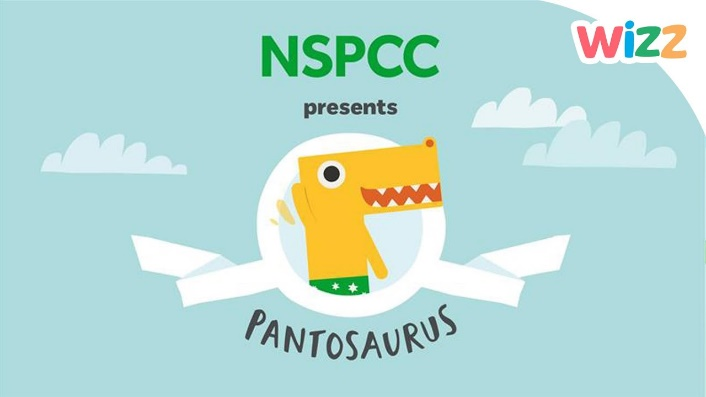 WiZZ
NSPCC
presents
PANTOSAURUS